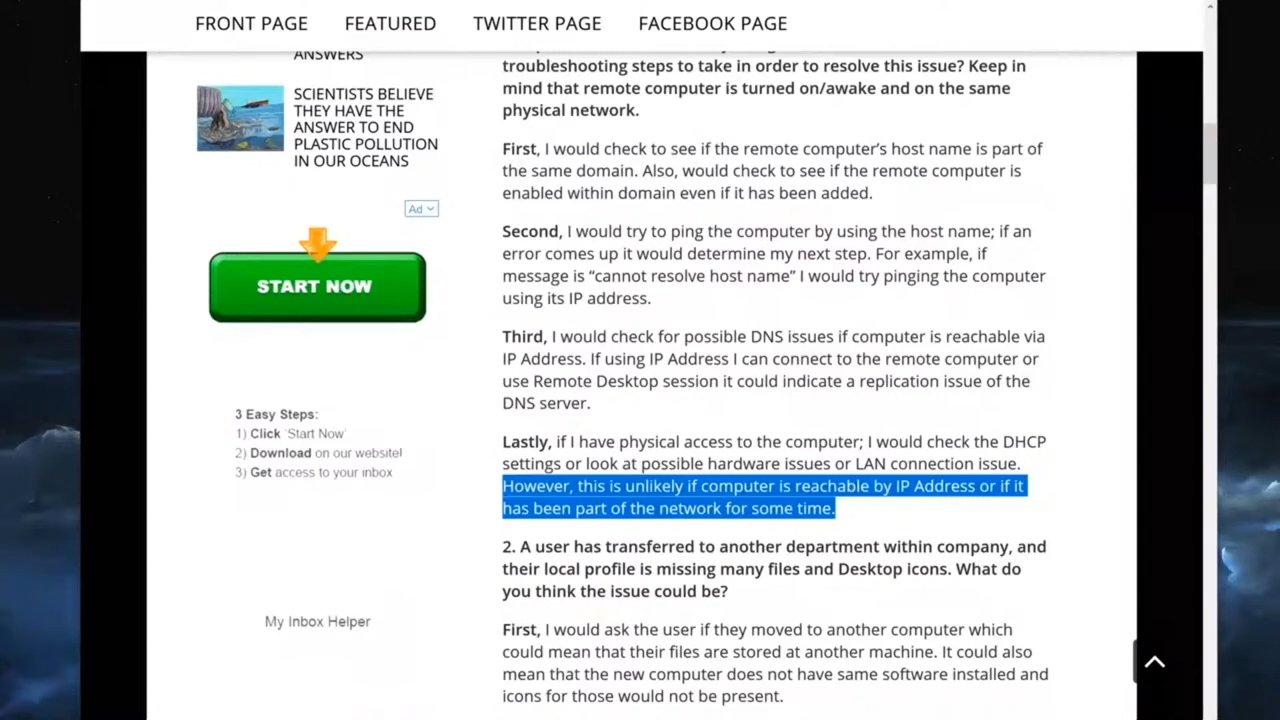 FRONT PAGE FEATURED TWITTER PAGE FACEBOOK PAGE
ANSWERS
SCIENTISTS BELIEVE
THEY HAVE THE
ANSWER TO END
PLASTIC POLLUTION
IN OUR OCEANS
Ad
START NOW
3 Easy Steps:
1) Click 'Start Now'
2) Download on our website!
3) Get access to your inbox
My Inbox Helper
troubleshooting steps to take in order to resolve this issue? Keep in
mind that remote computer is turned on/awake and on the same
physical network.
First, I would check to see if the remote computer's host name is part of
the same domain. Also, would check to see if the remote computer is
enabled within domain even if it has been added.
Second, I would try to ping the computer by using the host name; if an
error comes up it would determine my next step. For example, if
message is “cannot resolve host name” I would try pinging the computer
using its IP address.
Third, I would check for possible DNS issues if computer is reachable via
IP Address. If using IP Address I can connect to the remote computer or
use Remote Desktop session it could indicate a replication issue of the
DNS server.
Lastly, if I have physical access to the computer; I would check the DHCP
settings or look at possible hardware issues or LAN connection issue.
However, this is unlikely if computer is reachable by IP Address or if it
has been part of the network for some time.
2. A user has transferred to another department within company, and
their local profile is missing many files and Desktop icons. What do
you think the issue could be?
First, I would ask the user if they moved to another computer which
could mean that their files are stored at another machine. It could also
mean that the new computer does not have same software installed and
icons for those would not be present.